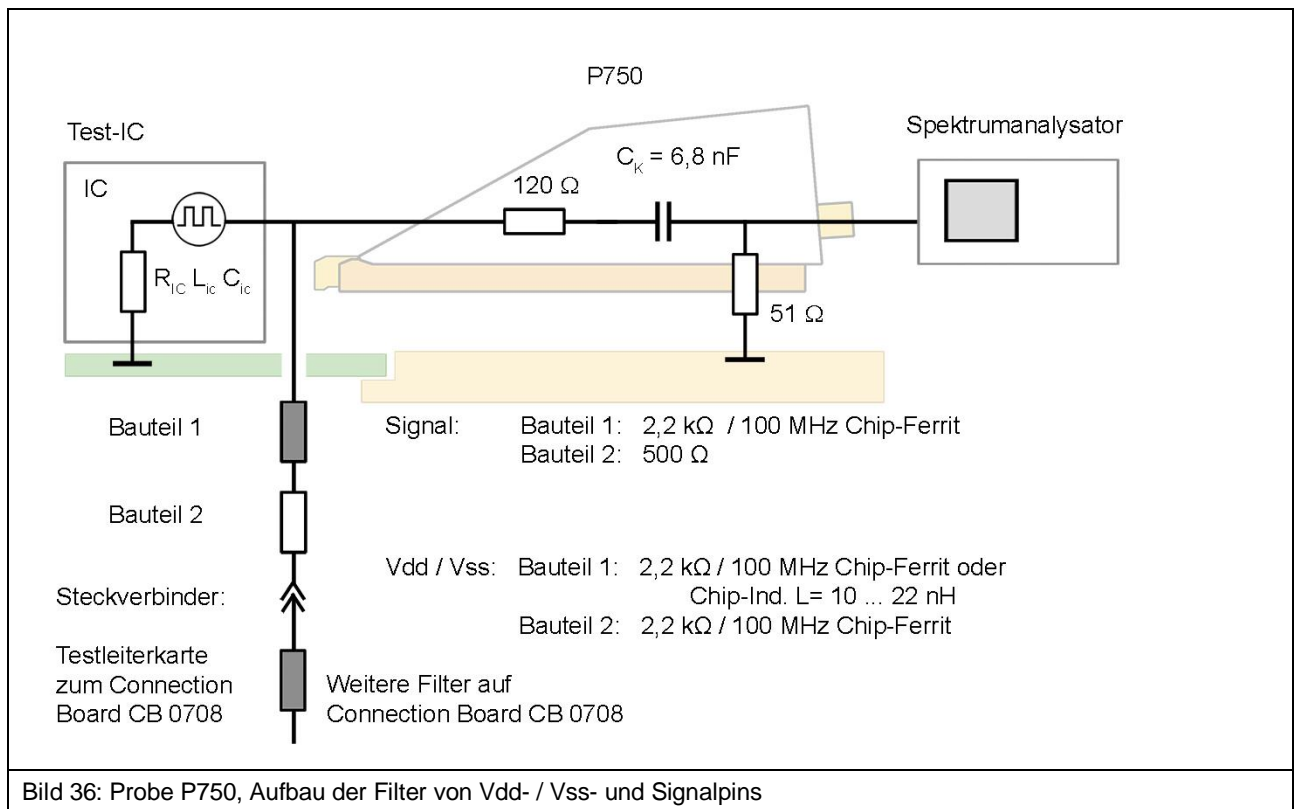 P750
Test-IC
Spektrumanalysator
IC
C_K = 6,8 nF
120 Ω
R_IC L_ic C_ic
51 Ω
Bauteil 1
Signal: Bauteil 1: 2,2 kΩ / 100 MHz Chip-Ferrit
Bauteil 2: 500 Ω
Bauteil 2
Vdd / Vss: Bauteil 1: 2,2 kΩ / 100 MHz Chip-Ferrit oder
Chip-Ind. L= 10 ... 22 nH
Bauteil 2: 2,2 kΩ / 100 MHz Chip-Ferrit
Steckverbinder:
Testleiterkarte
zum Connection
Board CB 0708
Weitere Filter auf
Connection Board CB 0708
Bild 36: Probe P750, Aufbau der Filter von Vdd- / Vss- und Signalpins